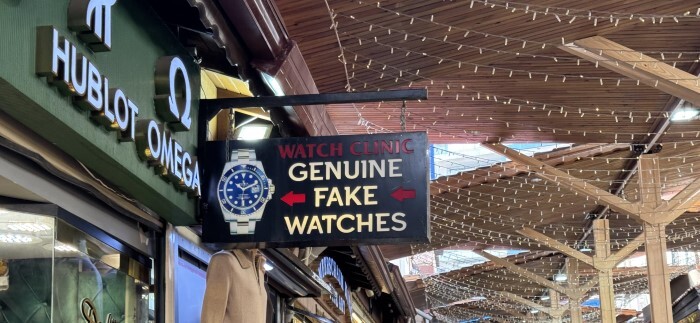 HUBLOT
Ω
OMEGA
WATCH CLINIC
GENUINE
FAKE
WATCHES